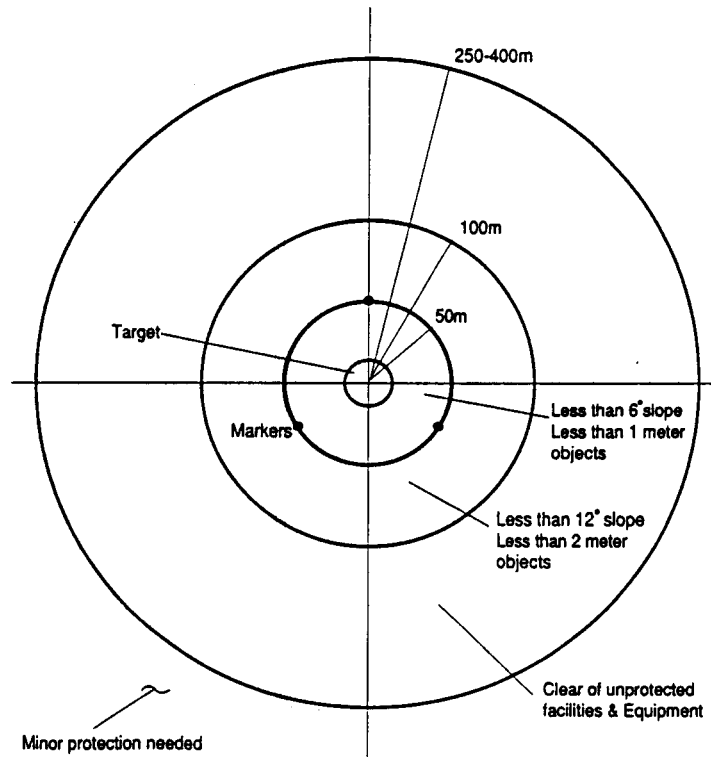 250-400m
100m
50m
Target
Less than 6° slope
Less than 1 meter
objects
Markers
Less than 12° slope
Less than 2 meter
objects
Clear of unprotected
facilities & Equipment
Minor protection needed